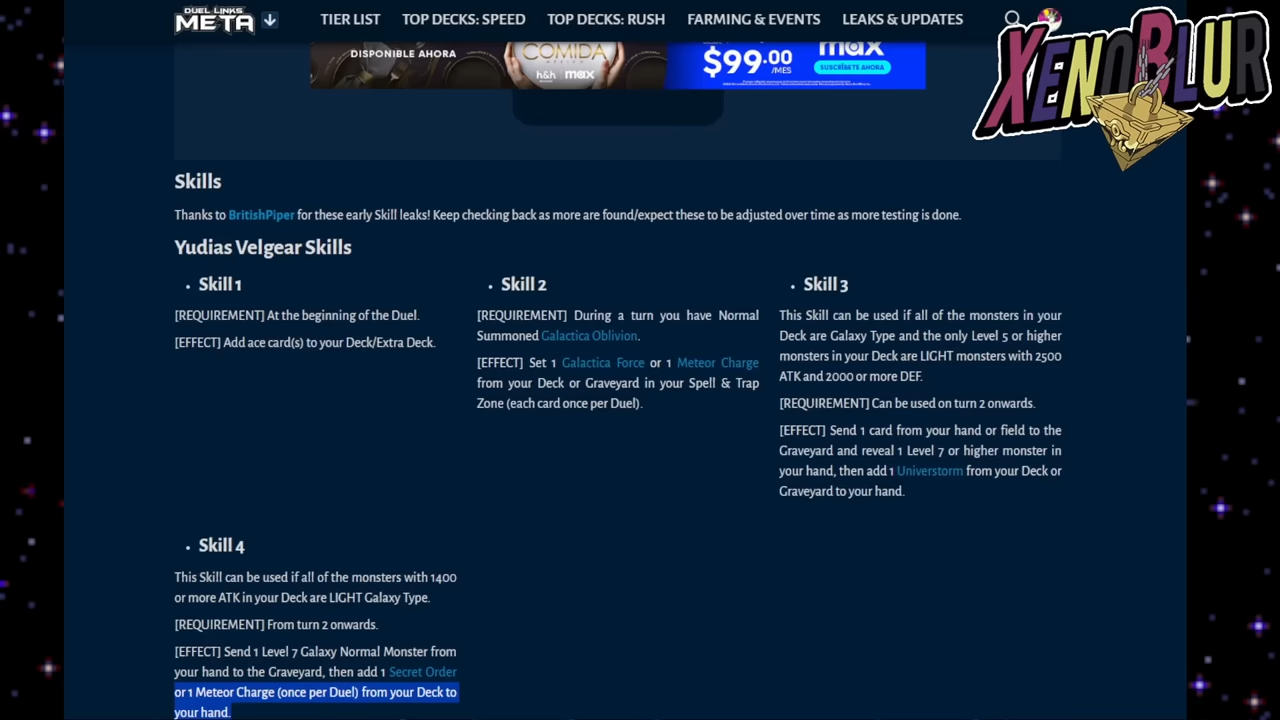 DUEL LINKS
META
TIER LIST
TOP DECKS: SPEED
TOP DECKS: RUSH
FARMING & EVENTS
LEAKS & UPDATES
XENOBLUR
DISPONIBLE AHORA
COMIDA
h&h max
$99.00
/MES
max
SUSCRÍBETE AHORA
Skills
Thanks to BritishPiper for these early Skill leaks! Keep checking back as more are found/expect these to be adjusted over time as more testing is done.
Yudias Velgear Skills
• Skill 1
[REQUIREMENT] At the beginning of the Duel.
[EFFECT] Add ace card(s) to your Deck/Extra Deck.
• Skill 2
[REQUIREMENT] During a turn you have Normal
Summoned Galactica Oblivion.
[EFFECT] Set 1 Galactica Force or 1 Meteor Charge
from your Deck or Graveyard in your Spell & Trap
Zone (each card once per Duel).
• Skill 3
This Skill can be used if all of the monsters in your
Deck are Galaxy Type and the only Level 5 or higher
monsters in your Deck are LIGHT monsters with 2500
ATK and 2000 or more DEF.
[REQUIREMENT] Can be used on turn 2 onwards.
[EFFECT] Send 1 card from your hand or field to the
Graveyard and reveal 1 Level 7 or higher monster in
your hand, then add 1 Universtorm from your Deck or
Graveyard to your hand.
• Skill 4
This Skill can be used if all of the monsters with 1400
or more ATK in your Deck are LIGHT Galaxy Type.
[REQUIREMENT] From turn 2 onwards.
[EFFECT] Send 1 Level 7 Galaxy Normal Monster from
your hand to the Graveyard, then add 1 Secret Order
or 1 Meteor Charge (once per Duel) from your Deck to
your hand.